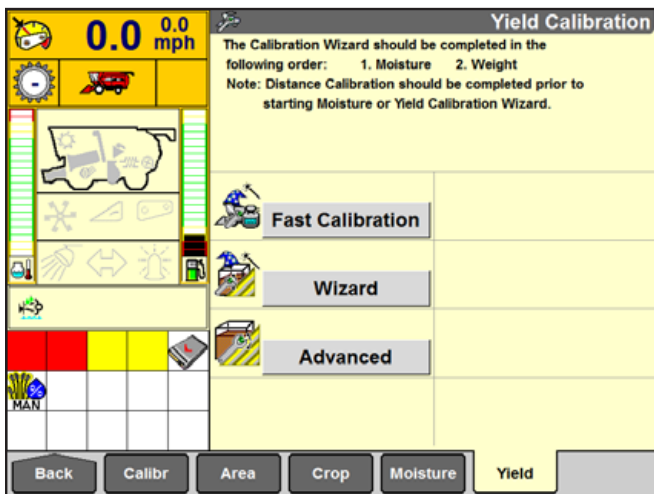 0.0
0.0
mph
Yield Calibration
The Calibration Wizard should be completed in the
following order: 1. Moisture 2. Weight
Note: Distance Calibration should be completed prior to
starting Moisture or Yield Calibration Wizard.
Fast Calibration
Wizard
Advanced
MAN
Back
Calibr
Area
Crop
Moisture
Yield